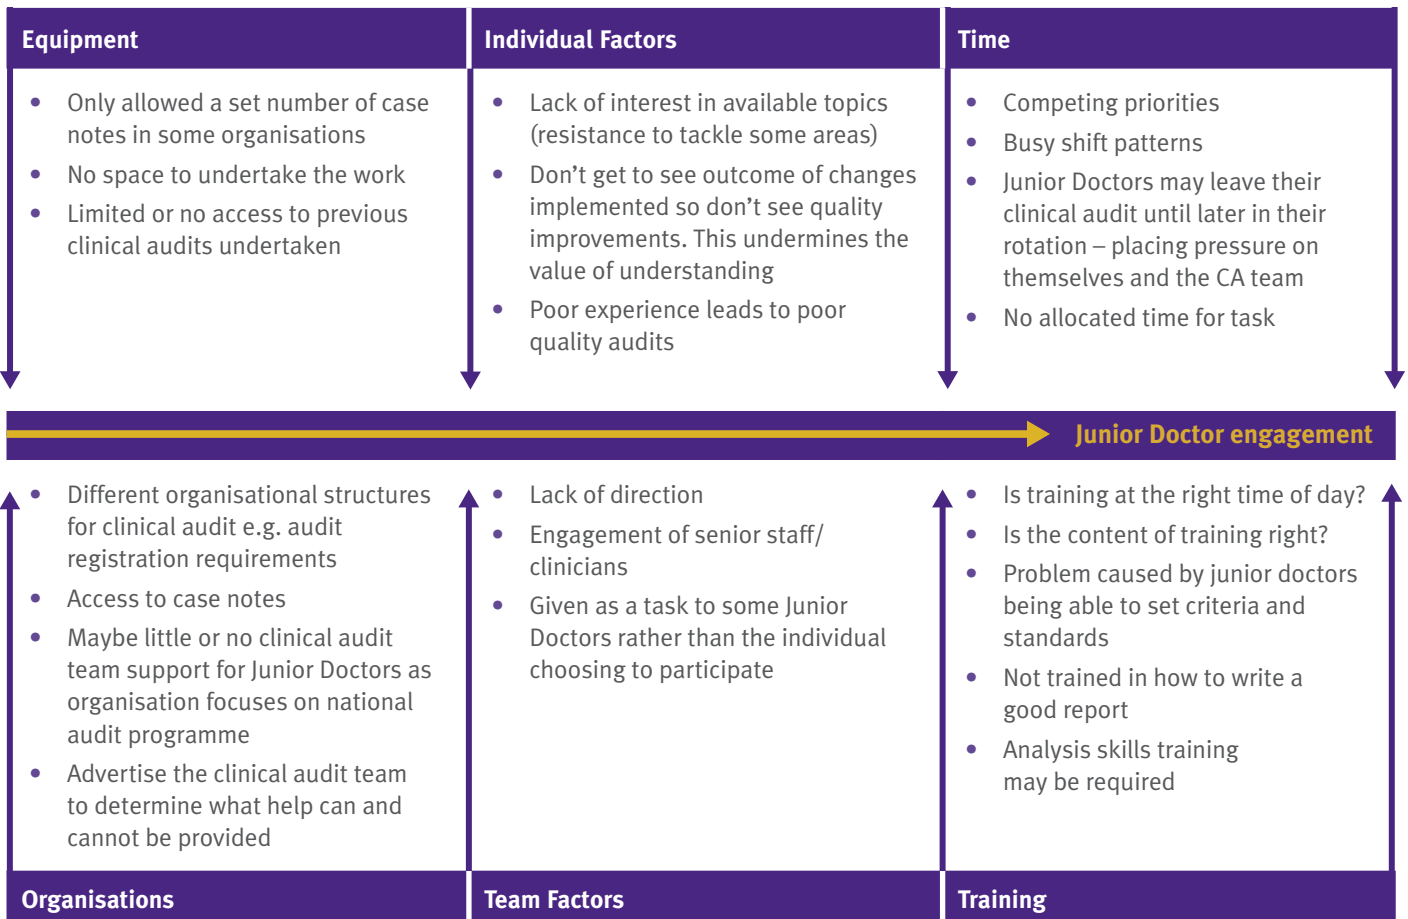 Equipment
• Only allowed a set number of case
notes in some organisations
• No space to undertake the work
• Limited or no access to previous
clinical audits undertaken
Individual Factors
• Lack of interest in available topics
(resistance to tackle some areas)
• Don’t get to see outcome of changes
implemented so don’t see quality
improvements. This undermines the
value of understanding
• Poor experience leads to poor
quality audits
Time
• Competing priorities
• Busy shift patterns
• Junior Doctors may leave their
clinical audit until later in their
rotation – placing pressure on
themselves and the CA team
• No allocated time for task
Junior Doctor engagement
• Different organisational structures
for clinical audit e.g. audit
registration requirements
• Access to case notes
• Maybe little or no clinical audit
team support for Junior Doctors as
organisation focuses on national
audit programme
• Advertise the clinical audit team
to determine what help can and
cannot be provided
Organisations
• Lack of direction
• Engagement of senior staff/
clinicians
• Given as a task to some Junior
Doctors rather than the individual
choosing to participate
Team Factors
• Is training at the right time of day?
• Is the content of training right?
• Problem caused by junior doctors
being able to set criteria and
standards
• Not trained in how to write a
good report
• Analysis skills training
may be required
Training